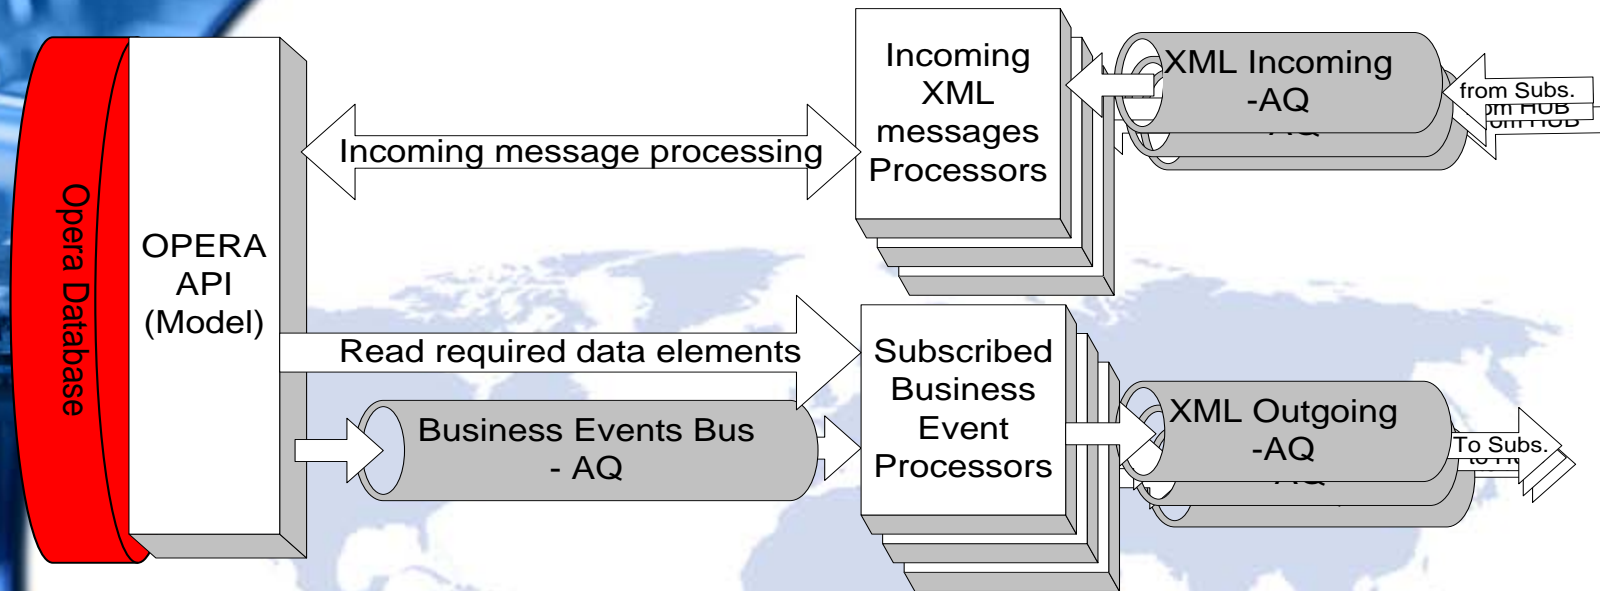 Opera Database
OPERA
API
(Model)
Incoming message processing
Incoming
XML
messages
Processors
XML Incoming
-AQ
from Subs.
Read required data elements
Business Events Bus
- AQ
Subscribed
Business
Event
Processors
XML Outgoing
-AQ
To Subs.